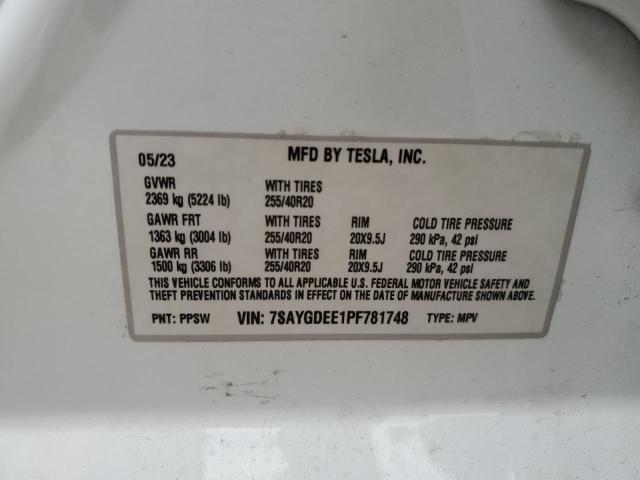 05/23 MFD BY TESLA, INC.
GVWR WITH TIRES
2369 kg (5224 lb) 255/40R20
GAWR FRT WITH TIRES RIM COLD TIRE PRESSURE
1363 kg (3004 lb) 255/40R20 20X9.5J 290 kPa, 42 psi
GAWR RR WITH TIRES RIM COLD TIRE PRESSURE
1500 kg (3306 lb) 255/40R20 20X9.5J 290 kPa, 42 psi
THIS VEHICLE CONFORMS TO ALL APPLICABLE U.S. FEDERAL MOTOR VEHICLE SAFETY AND
THEFT PREVENTION STANDARDS IN EFFECT ON THE DATE OF MANUFACTURE SHOWN ABOVE.
PNT: PPSW VIN: 7SAYGDEE1PF781748 TYPE: MPV